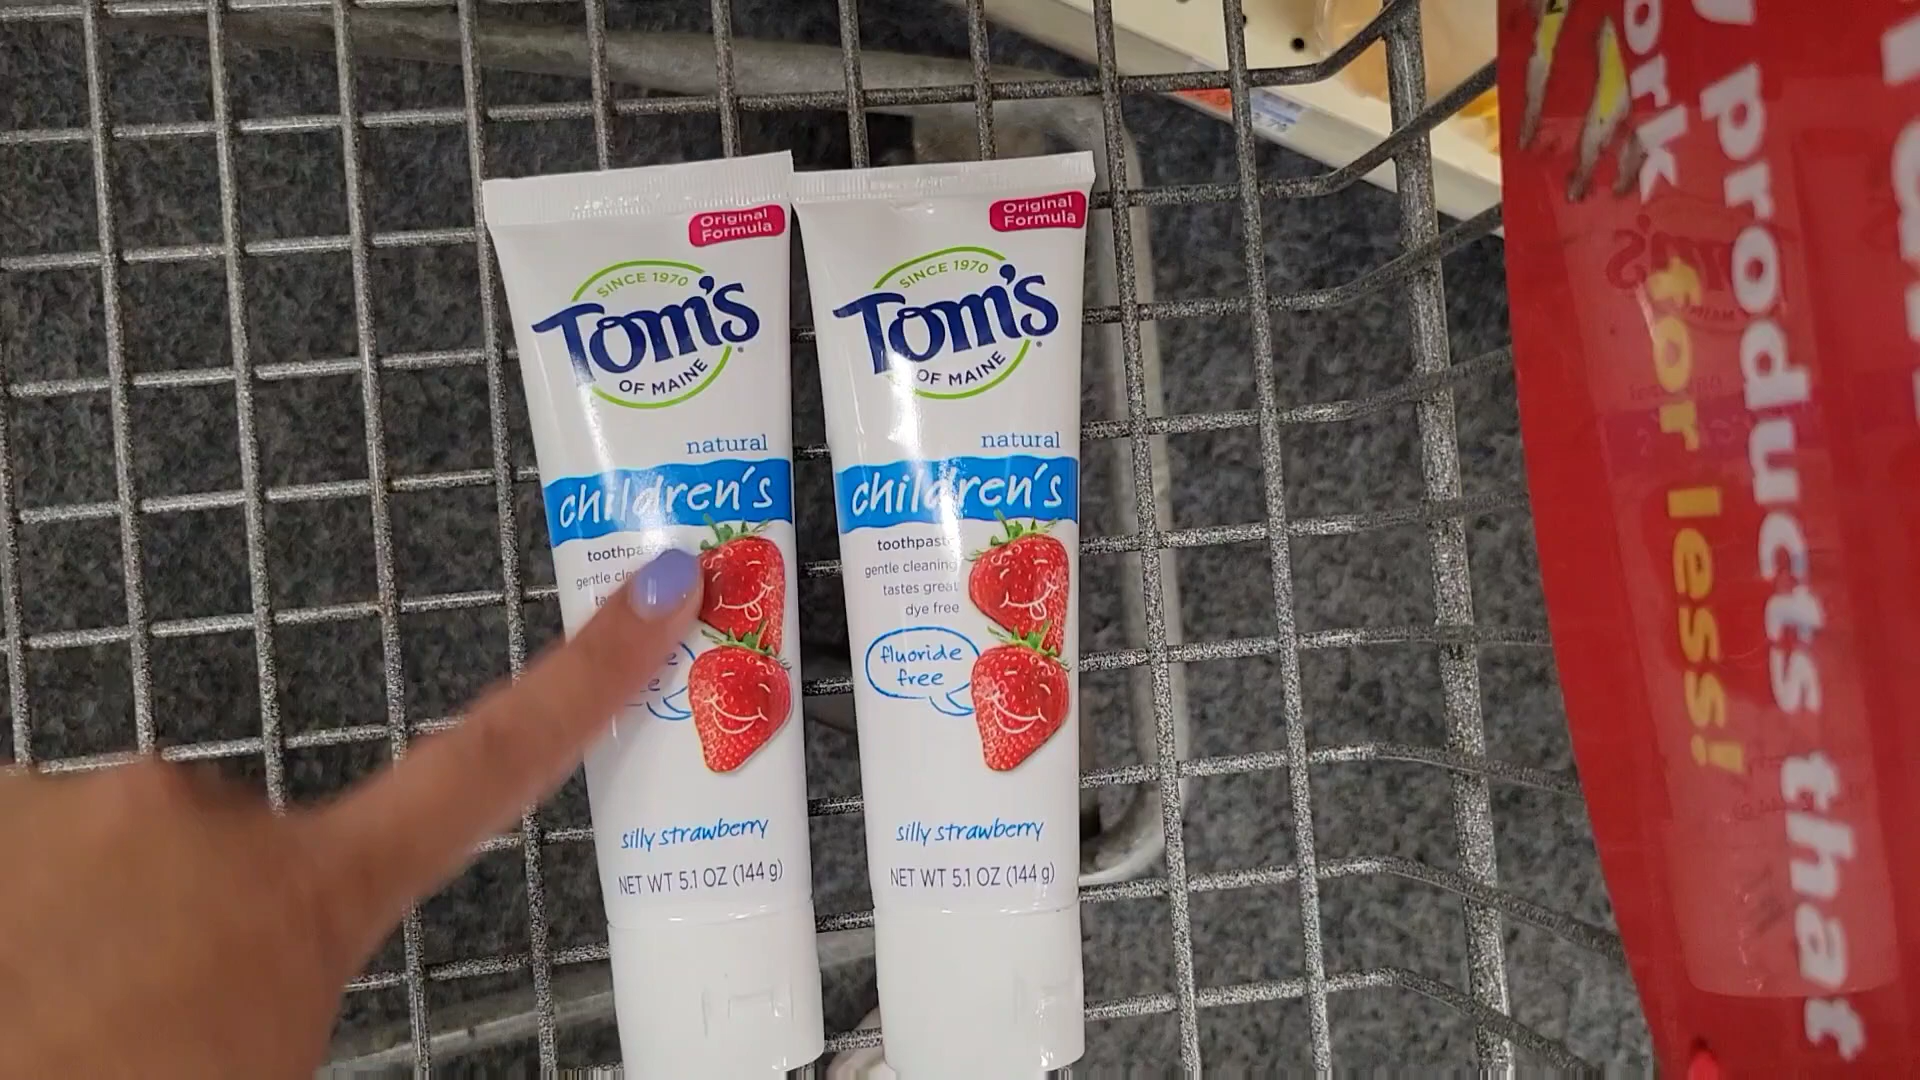 Original
Formula
SINCE 1970
Tom's
OF MAINE
natural
children's
silly strawberry
NET WT 5.1 OZ (144 g)
Original
Formula
SINCE 1970
Tom's
OF MAINE
natural
children's
toothpaste
gentle cleaning
tastes great
dye free
fluoride
free
silly strawberry
NET WT 5.1 OZ (144 g)
products that
for less!